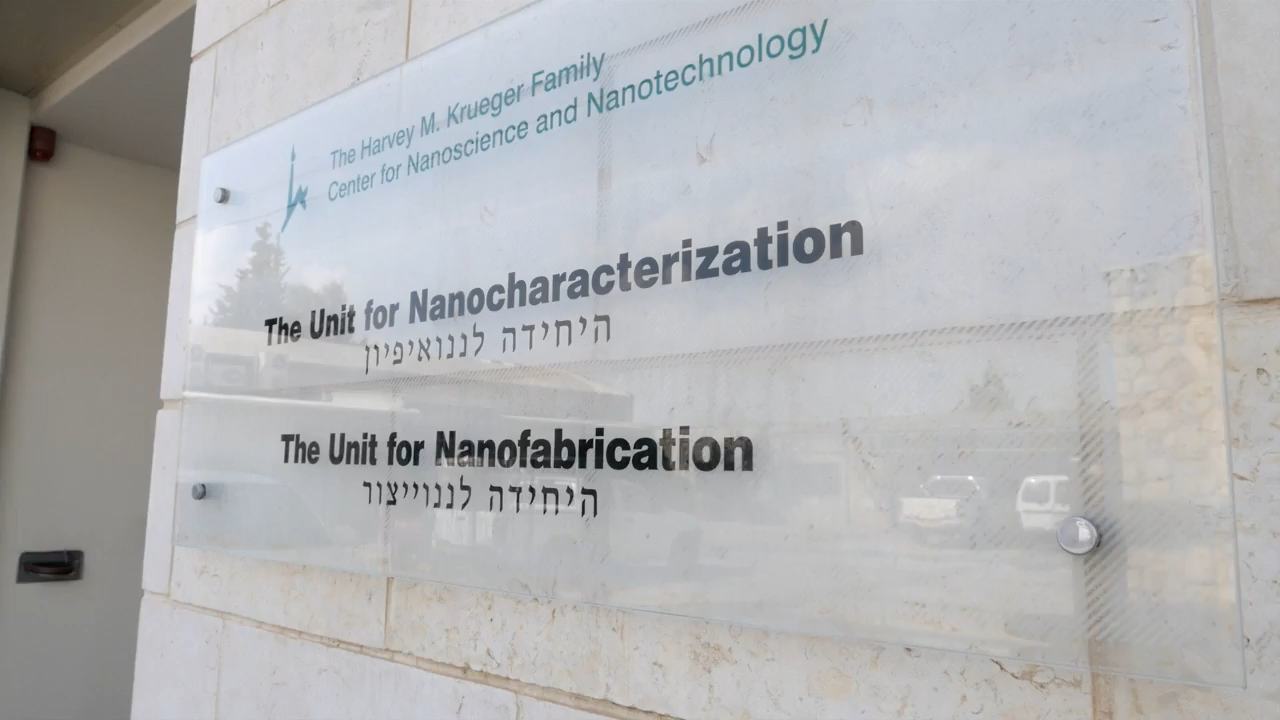 The Harvey M. Krueger Family
Center for Nanoscience and Nanotechnology
The Unit for Nanocharacterization
היחידה לננואיפיון
The Unit for Nanofabrication
היחידה לננוייצור